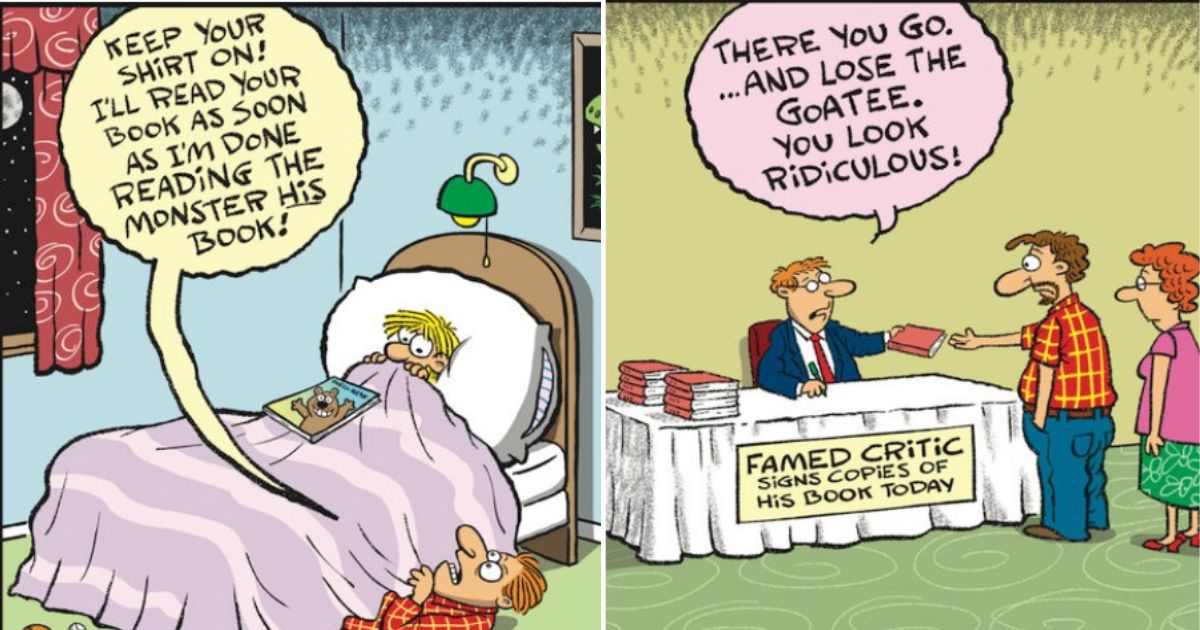 KEEP YOUR
SHIRT ON!
I'LL READ YOUR
BOOK AS SOON
AS I'M DONE
READING THE
MONSTER HIS
BOOK!
THERE YOU GO.
...AND LOSE THE
GOATEE.
YOU LOOK
RIDICULOUS!
FAMED CRITIC
SIGNS COPIES OF
HIS BOOK TODAY